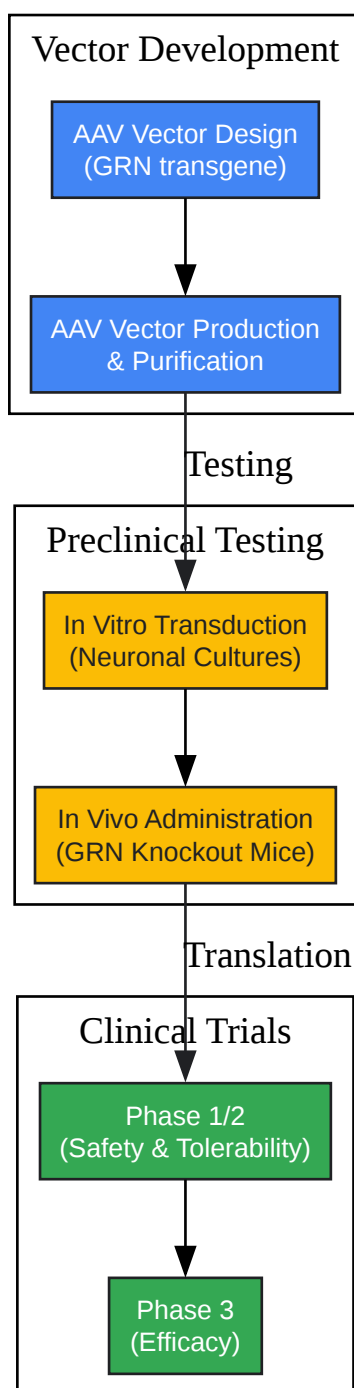 Vector Development
AAV Vector Design
(GRN transgene)
AAV Vector Production
& Purification
Testing
Preclinical Testing
In Vitro Transduction
(Neuronal Cultures)
In Vivo Administration
(GRN Knockout Mice)
Translation
Clinical Trials
Phase 1/2
(Safety & Tolerability)
Phase 3
(Efficacy)